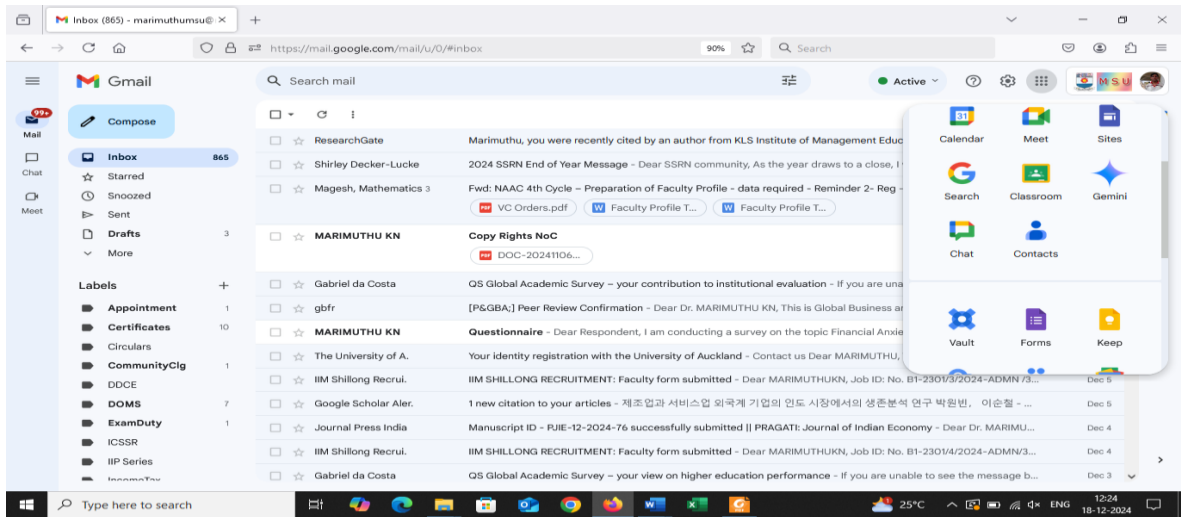 Inbox (865) - marimuthumsu@
https://mail.google.com/mail/u/0/#inbox
90%
Search
Gmail
Search mail
Active
M S U
99+
Mail
Chat
Meet
Compose
Inbox 865
Starred
Snoozed
Sent
Drafts 3
More
Labels
Appointment 1
Certificates 10
Circulars
CommunityClg 1
DDCE
DOMS 7
ExamDuty 1
ICSSR
IIP Series
IncomeTax
ResearchGate Marimuthu, you were recently cited by an author from KLS Institute of Management Educ
Shirley Decker-Lucke 2024 SSRN End of Year Message - Dear SSRN community, As the year draws to a close, I
Magesh, Mathematics 3 Fwd: NAAC 4th Cycle – Preparation of Faculty Profile - data required - Reminder 2- Reg -
PDF VC Orders.pdf W Faculty Profile T... W Faculty Profile T...
MARIMUTHU KN Copy Rights NoC
PDF DOC-20241106...
Gabriel da Costa QS Global Academic Survey – your contribution to institutional evaluation - If you are una
gbfr [P&GBA;] Peer Review Confirmation - Dear Dr. MARIMUTHU KN, This is Global Business a
MARIMUTHU KN Questionnaire - Dear Respondent, I am conducting a survey on the topic Financial Anxie
The University of A. Your identity registration with the University of Auckland - Contact us Dear MARIMUTHU,
IIM Shillong Recrui. IIM SHILLONG RECRUITMENT: Faculty form submitted - Dear MARIMUTHUKN, Job ID: No. B1-2301/3/2024-ADMN /3... Dec 5
Google Scholar Aler. 1 new citation to your articles - 제조업과 서비스업 외국계 기업의 인도 시장에서의 생존분석 연구 박원빈, 이순철 - ... Dec 5
Journal Press India Manuscript ID - PJIE-12-2024-76 successfully submitted || PRAGATI: Journal of Indian Economy - Dear Dr. MARIMU... Dec 4
IIM Shillong Recrui. IIM SHILLONG RECRUITMENT: Faculty form submitted - Dear MARIMUTHUKN, Job ID: No. B1-2301/4/2024-ADMN/3... Dec 4
Gabriel da Costa QS Global Academic Survey – your view on higher education performance - If you are unable to see the message b... Dec 3
31
Calendar Meet Sites
Search Classroom Gemini
Chat Contacts
Vault Forms Keep
Type here to search
25°C
ENG
12:24
18-12-2024